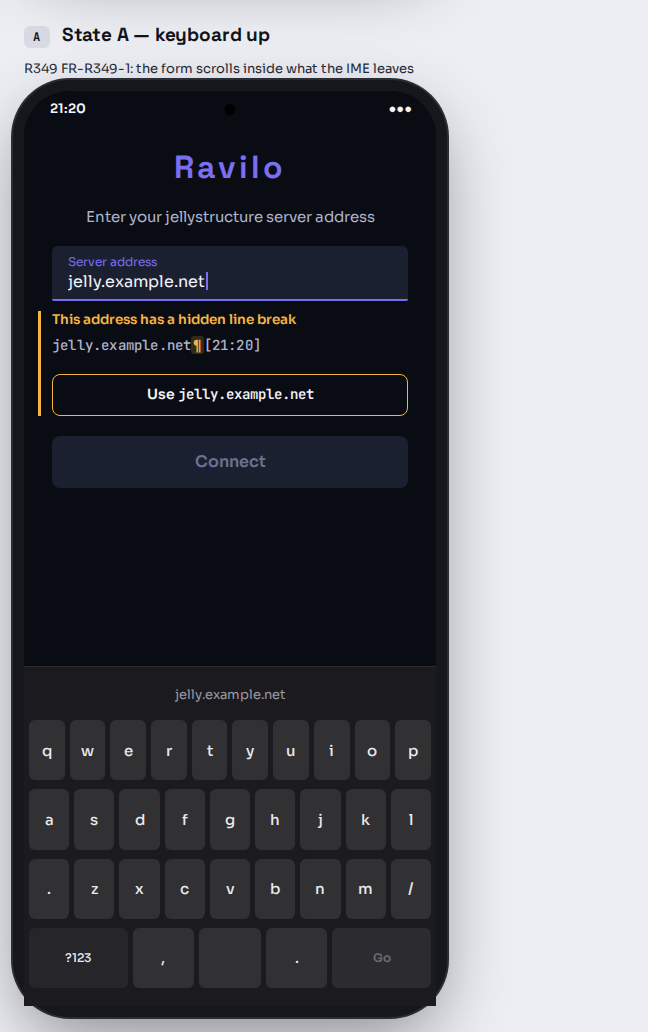 A State A — keyboard up
R349 FR-R349-1: the form scrolls inside what the IME leaves
21:20
Ravilo
Enter your jellystructure server address
Server address
jelly.example.net
This address has a hidden line break
jelly.example.net¶[21:20]
Use jelly.example.net
Connect
jelly.example.net
q w e r t y u i o p
a s d f g h j k l
. z x c v b n m /
?123 , . Go